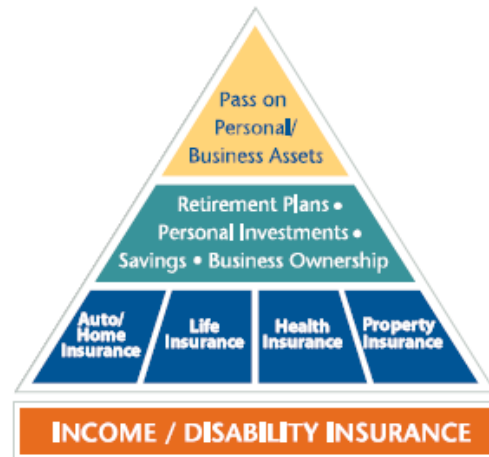 Pass on
Personal/
Business Assets
Retirement Plans •
Personal Investments •
Savings • Business Ownership
Auto/
Home
Insurance
Life
Insurance
Health
Insurance
Property
Insurance
INCOME / DISABILITY INSURANCE